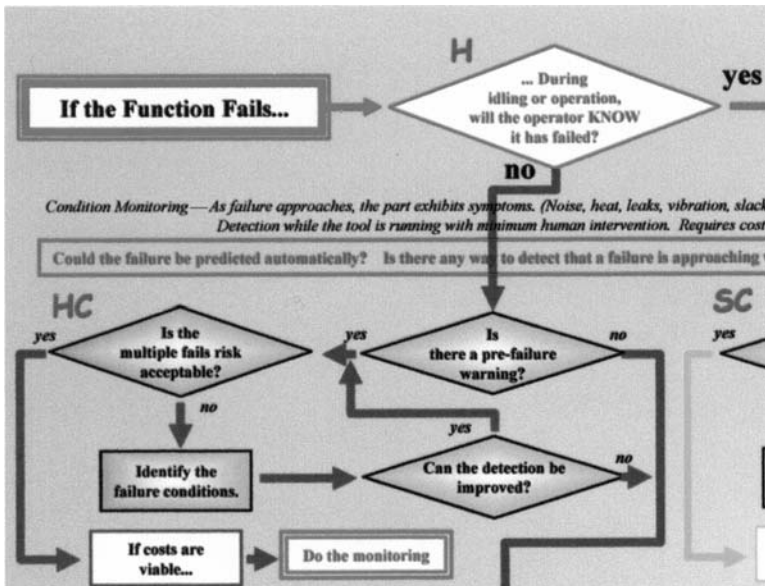 H
... During
idling or operation,
will the operator KNOW
it has failed?
yes
If the Function Fails...
no
Condition Monitoring—As failure approaches, the part exhibits symptoms. (Noise, heat, leaks, vibration, slack
Detection while the tool is running with minimum human intervention. Requires cost
Could the failure be predicted automatically? Is there any way to detect that a failure is approaching
HC
SC
yes
Is the
multiple fails risk
acceptable?
yes
Is
there a pre-failure
warning?
no
yes
no
yes
Identify the
failure conditions.
Can the detection be
improved?
no
If costs are
viable...
Do the monitoring